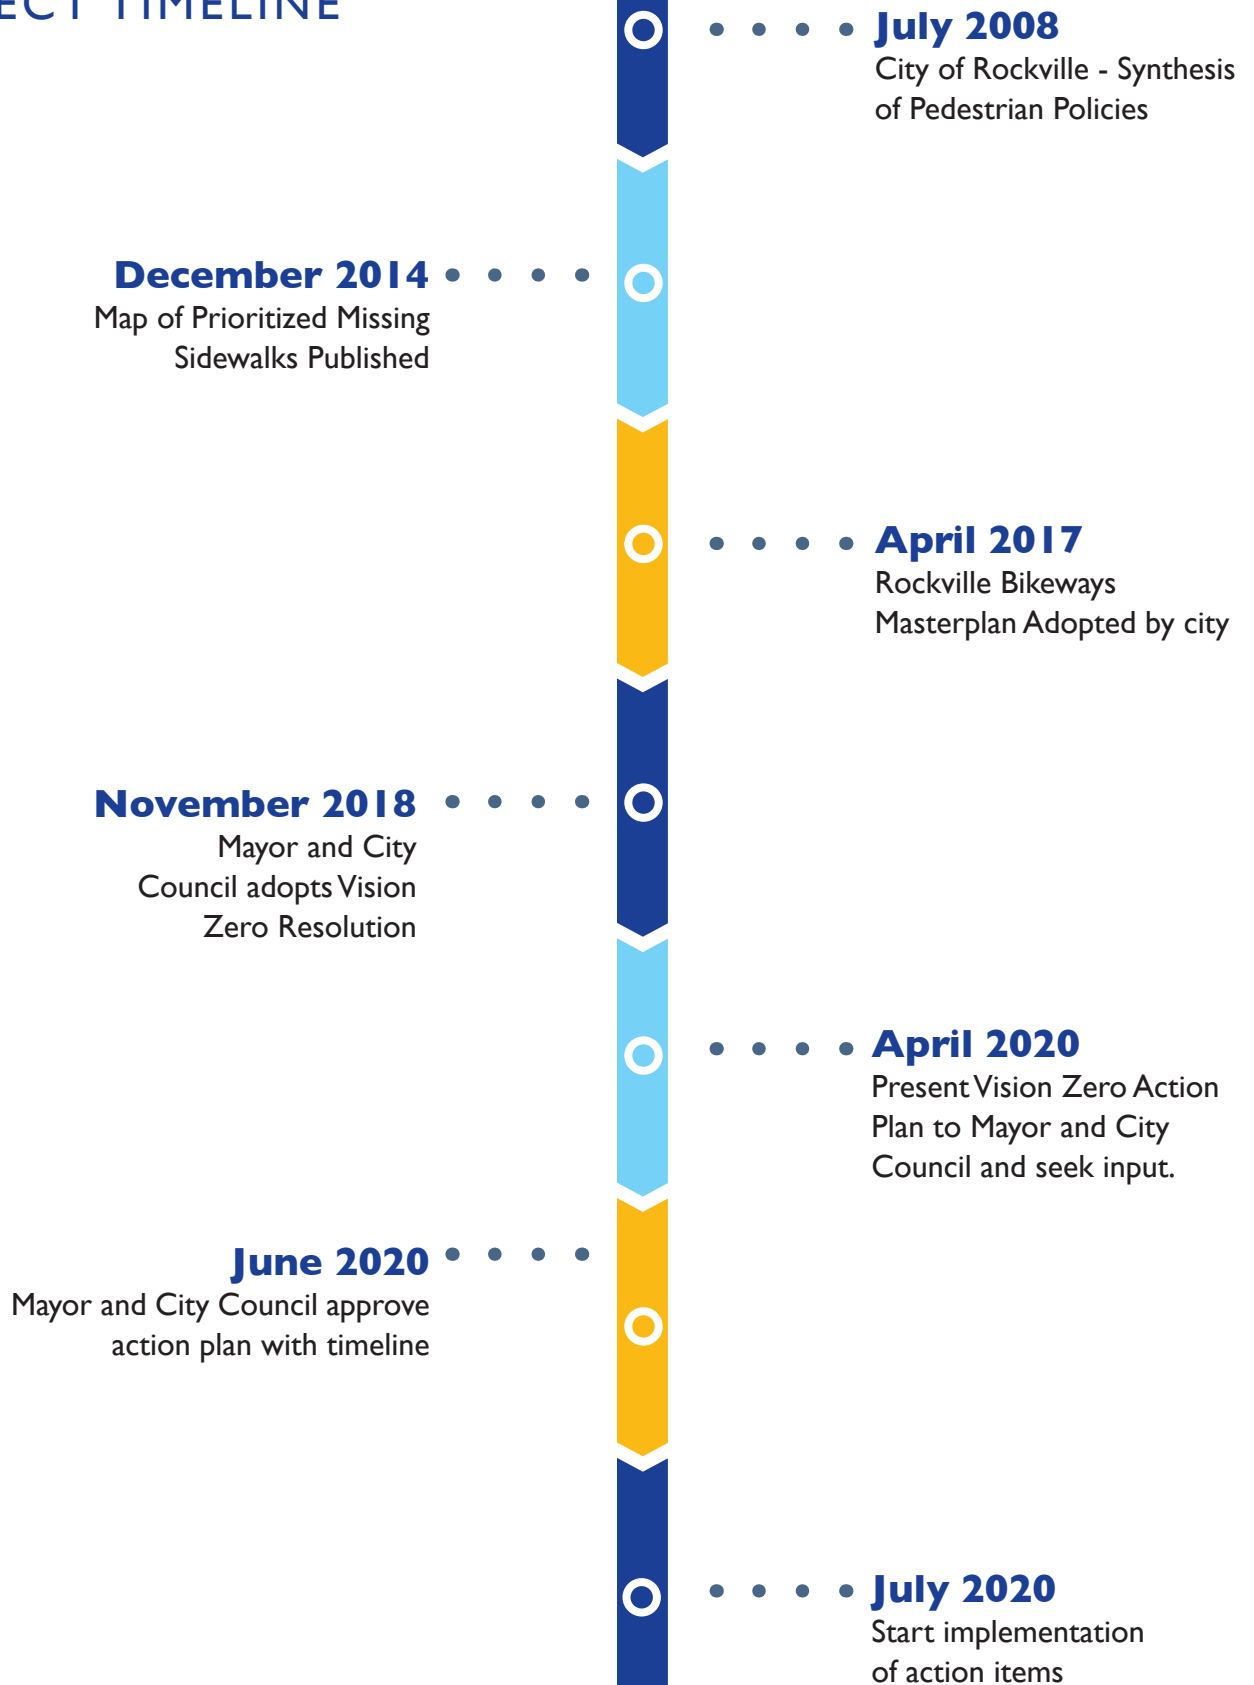 ECT TIMELINE
July 2008
City of Rockville - Synthesis
of Pedestrian Policies
December 2014
Map of Prioritized Missing
Sidewalks Published
April 2017
Rockville Bikeways
Masterplan Adopted by city
November 2018
Mayor and City
Council adopts Vision
Zero Resolution
April 2020
Present Vision Zero Action
Plan to Mayor and City
Council and seek input.
June 2020
Mayor and City Council approve
action plan with timeline
July 2020
Start implementation
of action items